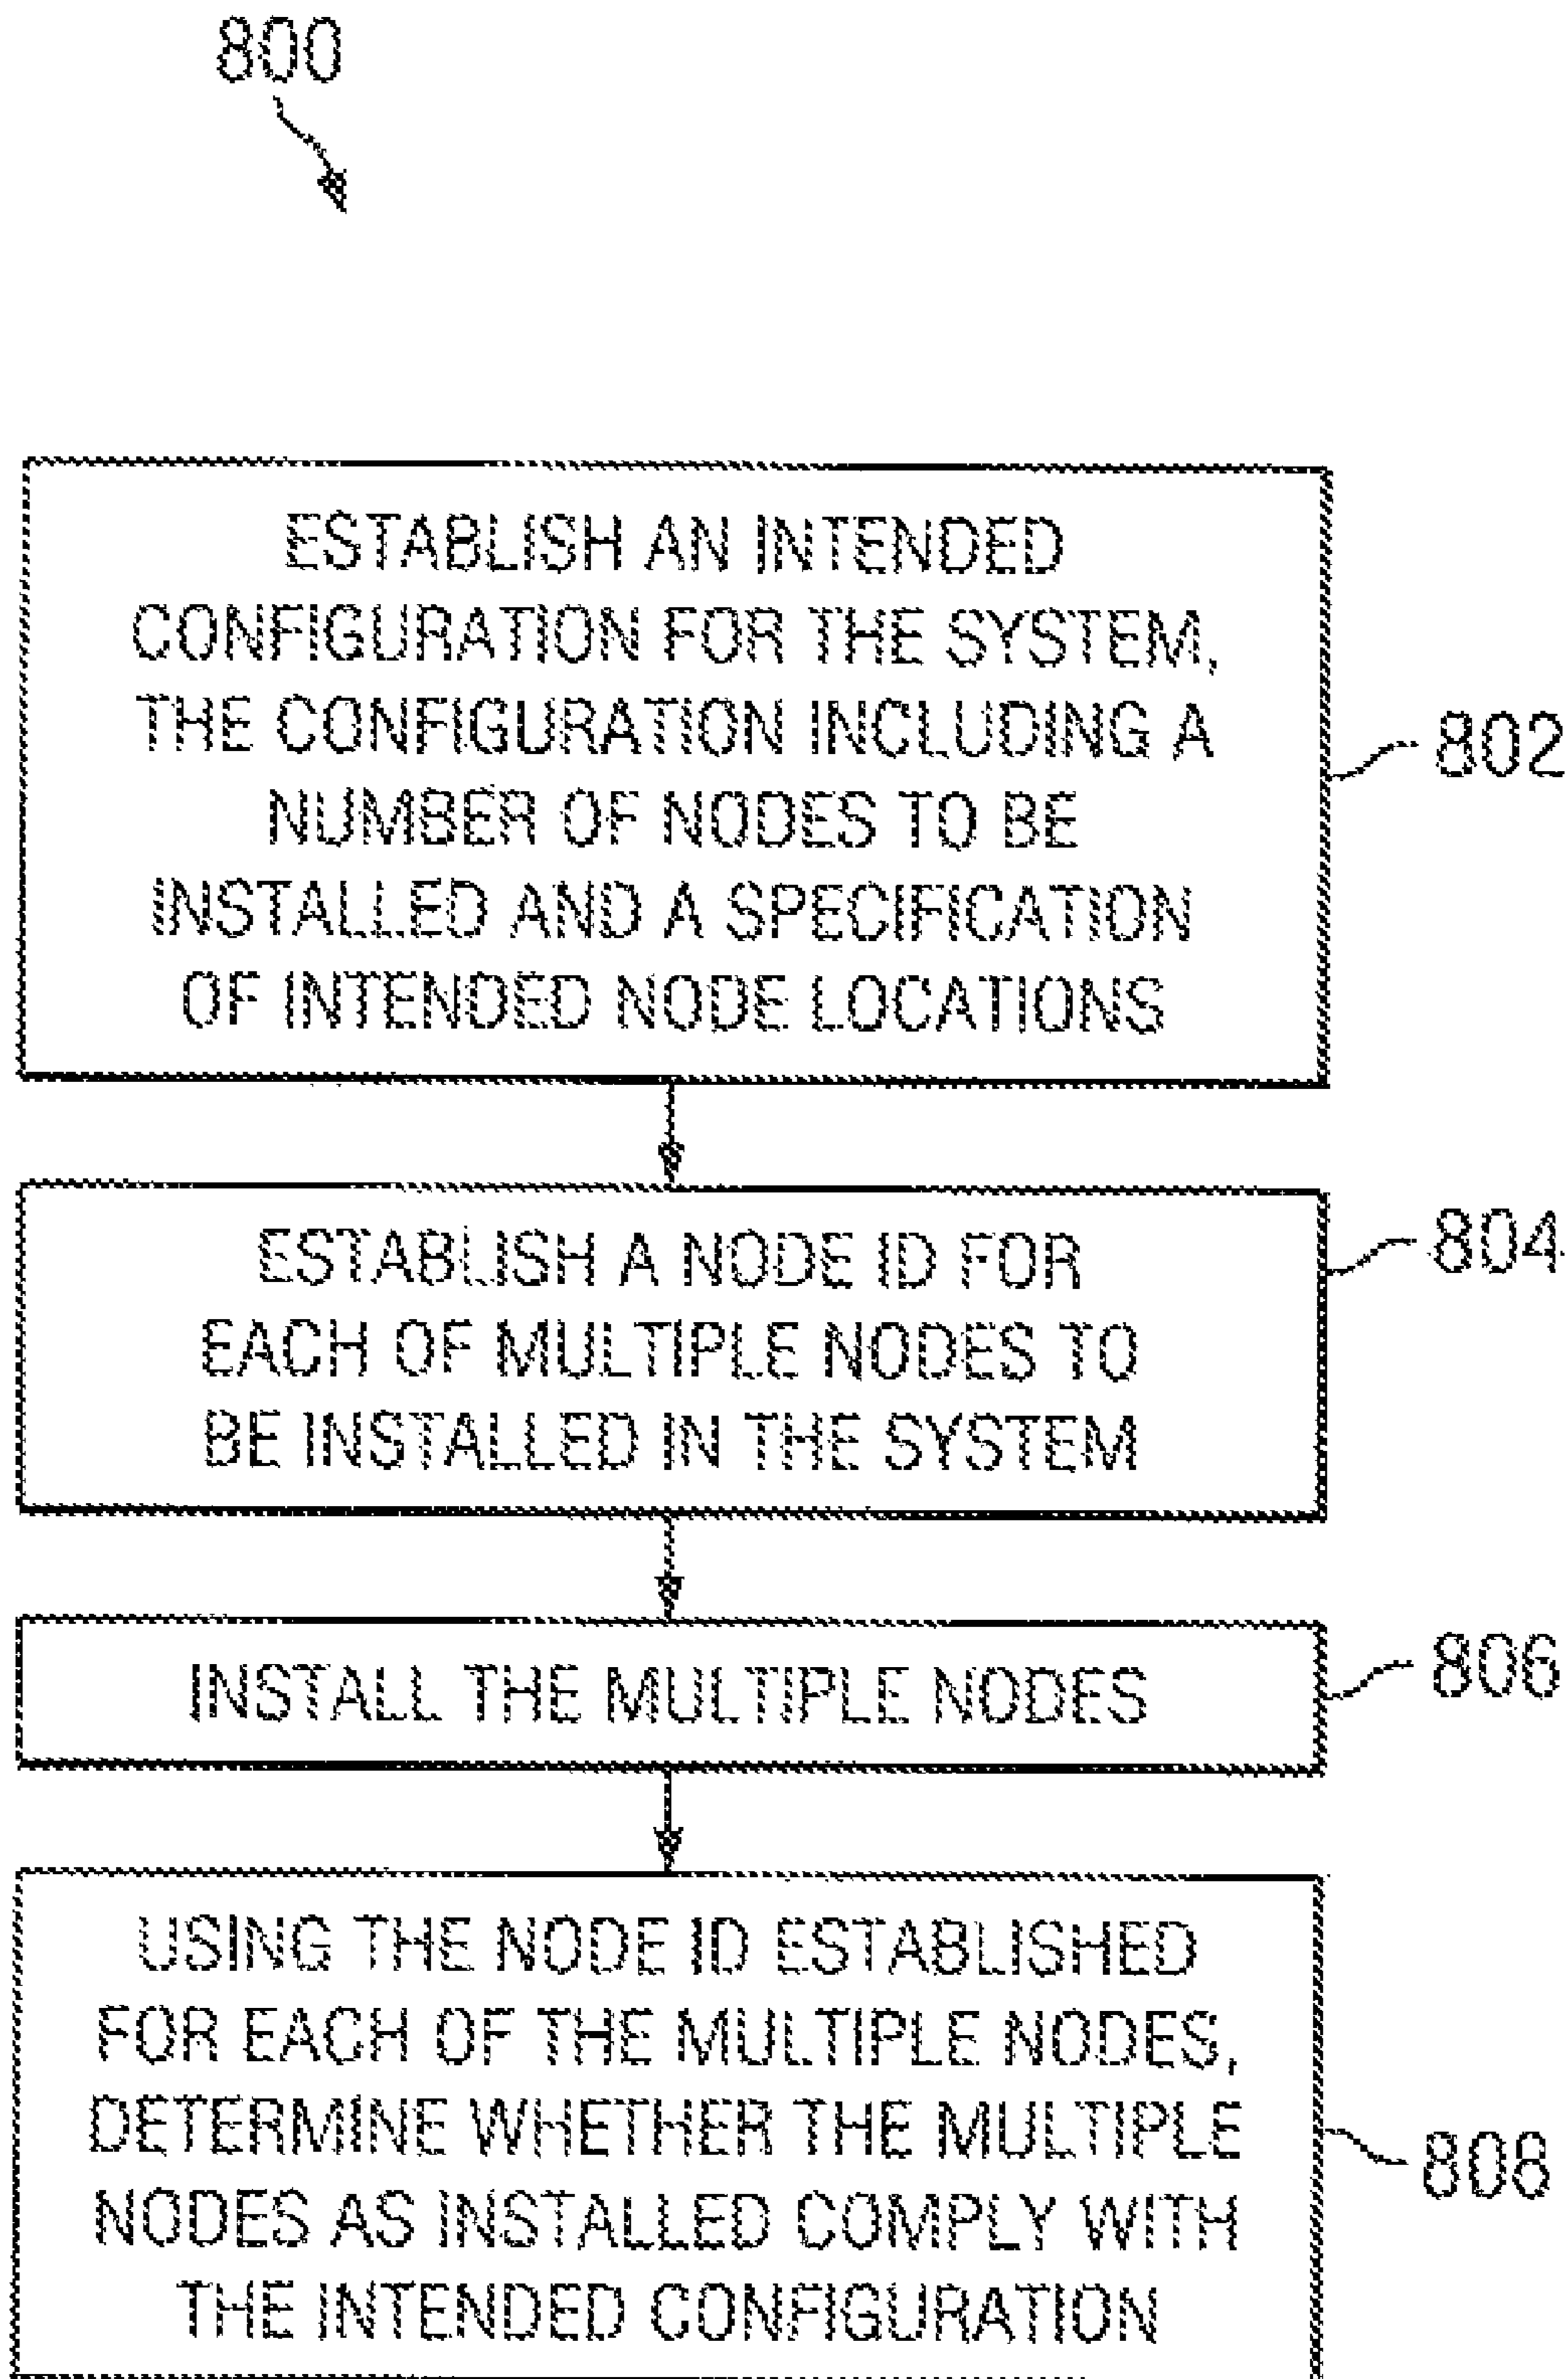 800
ESTABLISH AN INTENDED
CONFIGURATION FOR THE SYSTEM,
THE CONFIGURATION INCLUDING A
NUMBER OF NODES TO BE
INSTALLED AND A SPECIFICATION
OF INTENDED NODE LOCATIONS
802
ESTABLISH A NODE ID FOR
EACH OF MULTIPLE NODES TO
BE INSTALLED IN THE SYSTEM
804
INSTALL THE MULTIPLE NODES
806
USING THE NODE ID ESTABLISHED
FOR EACH OF THE MULTIPLE NODES,
DETERMINE WHETHER THE MULTIPLE
NODES AS INSTALLED COMPLY WITH
THE INTENDED CONFIGURATION
808